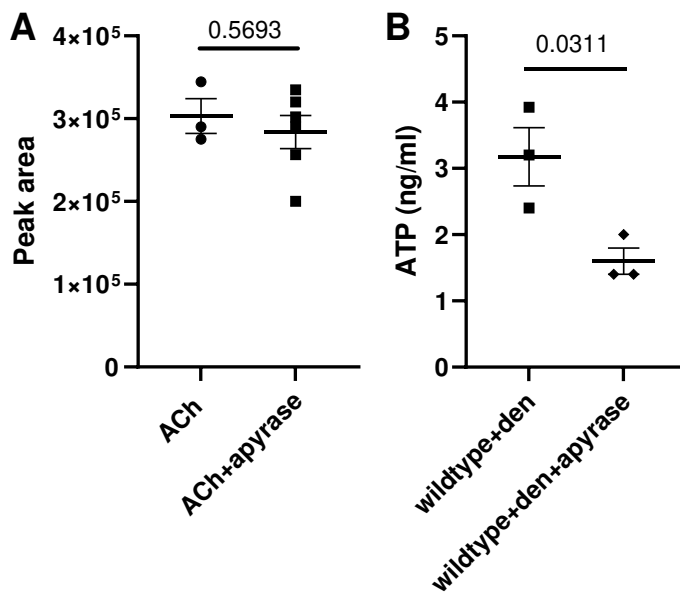 A
0.5693
4×10⁵
3×10⁵
2×10⁵
1×10⁵
0
Peak area
ACh
ACh+apyrase
B
0.0311
5
4
3
2
1
0
ATP (ng/ml)
wildtype+den
wildtype+den+apyrase